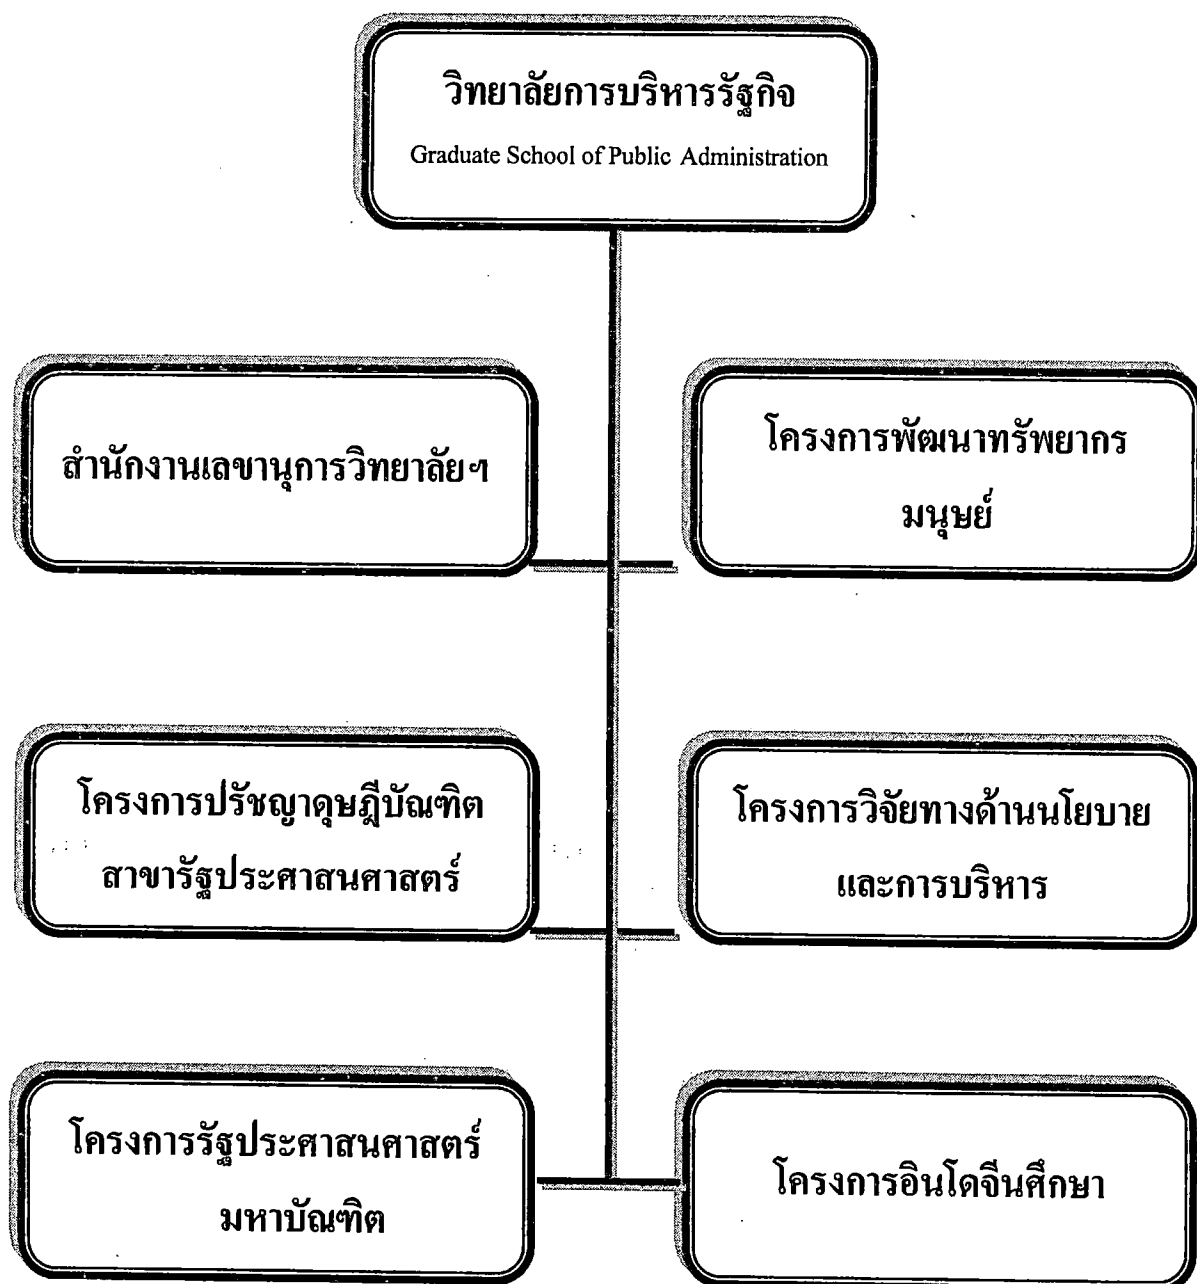 วิทยาลัยการบริหารรัฐกิจ
Graduate School of Public Administration
สำนักงานเลขานุการวิทยาลัยฯ
โครงการพัฒนาทรัพยากร
มนุษย์
โครงการปรัชญาดุษฎีบัณฑิต
สาขารัฐประศาสนศาสตร์
โครงการวิจัยทางด้านนโยบาย
และการบริหาร
โครงการรัฐประศาสนศาสตร์
มหาบัณฑิต
โครงการอินโดจีนศึกษา